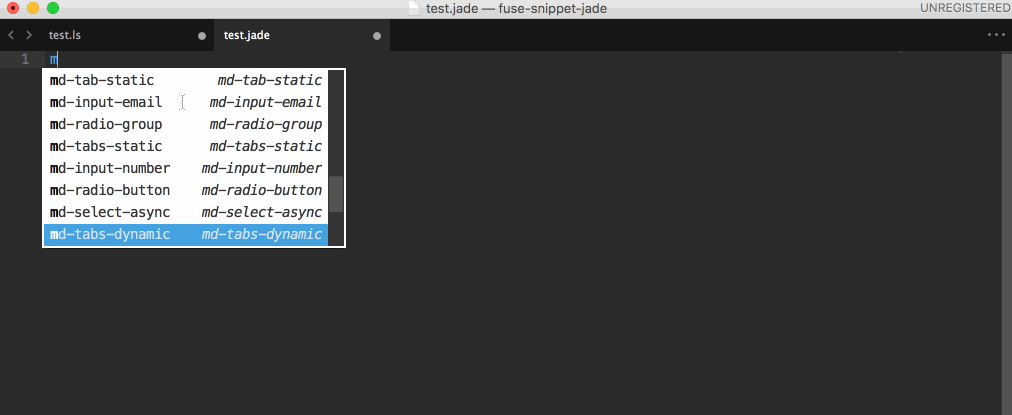 test.jade — fuse-snippet-jade UNREGISTERED
test.ls test.jade
1 m
md-tab-static md-tab-static
md-input-email md-input-email
md-radio-group md-radio-group
md-tabs-static md-tabs-static
md-input-number md-input-number
md-radio-button md-radio-button
md-select-async md-select-async
md-tabs-dynamic md-tabs-dynamic